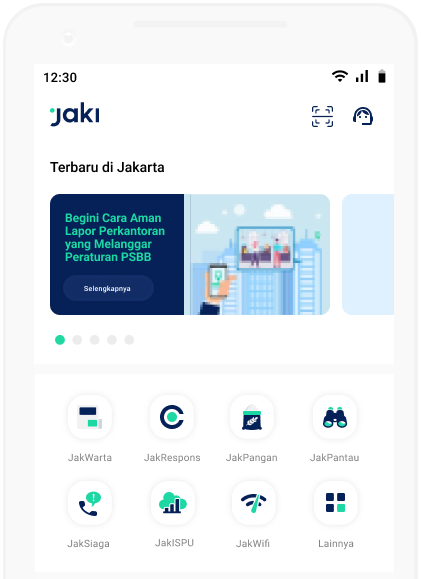 12:30
jaki
Terbaru di Jakarta
Begini Cara Aman
Lapor Perkantoran
yang Melanggar
Peraturan PSBB
Selengkapnya
JakWarta
JakRespons
JakPangan
JakPantau
JakSiaga
JakISPU
JakWifi
Lainnya